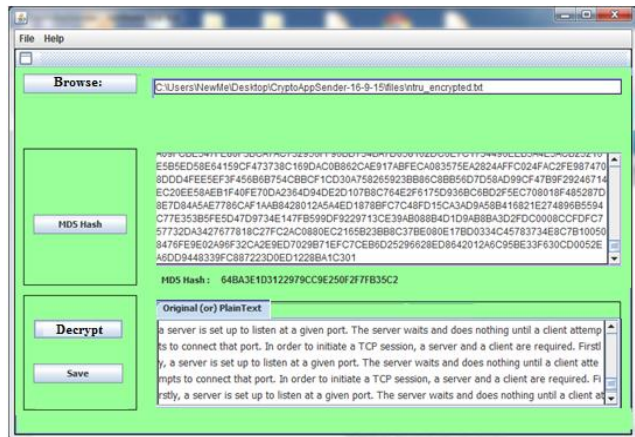 File Help
Browse:
C:\Users\NewMe\Desktop\CryptoAppSender-16-9-15\files\ntru_encrypted.txt
E5B5ED58E64159CF473738C169DAC0B862CAE917ABFECA083575EA2824AFFC024FAC2FE987470
8DDD4FEE5EF3F456B6B754CBBCF1CD30A758265923BB86C8BB56D7D58AD99CF47B9F29246714
EC20EE58AEB1F40FE70DA2364D94DE2D107B8C764E2F6175D936BC6BD2F5EC708018F485287D
8E7D84A5AE7786CAF1AAB8428012A5A4ED1878BFC7C48FD15CA3AD9A58B416821E274896B5594
C77E353B5FE5D47D9734E147FB599DF9229713CE39AB088B4D1D9AB8BA3D2FDC0008CCFDFC7
57732DA3427677818C27FC2AC0880EC2165B23BB8C37BE080E17BD0334C45783734E8C7B10050
8476FE9E02A96F32CA2E9ED7029B71EFC7CEB6D25296628ED8642012A6C95BE33F630CD0052E
A6DD9448339FC887223D0ED1228BA1C301
MD5 Hash
MD5 Hash : 64BA3E1D3122979CC9E250F2F7FB35C2
Original (or) PlainText
Decrypt
Save
a server is set up to listen at a given port. The server waits and does nothing until a client attemp
ts to connect that port. In order to initiate a TCP session, a server and a client are required. Firstl
y, a server is set up to listen at a given port. The server waits and does nothing until a client atte
mpts to connect that port. In order to initiate a TCP session, a server and a client are required. Fi
rstly, a server is set up to listen at a given port. The server waits and does nothing until a client at